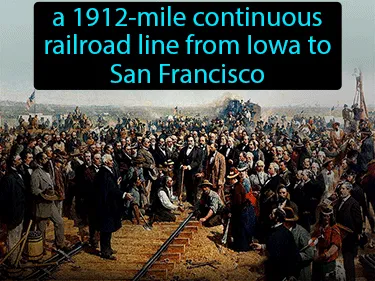 a 1912-mile continuous
railroad line from Iowa to
San Francisco